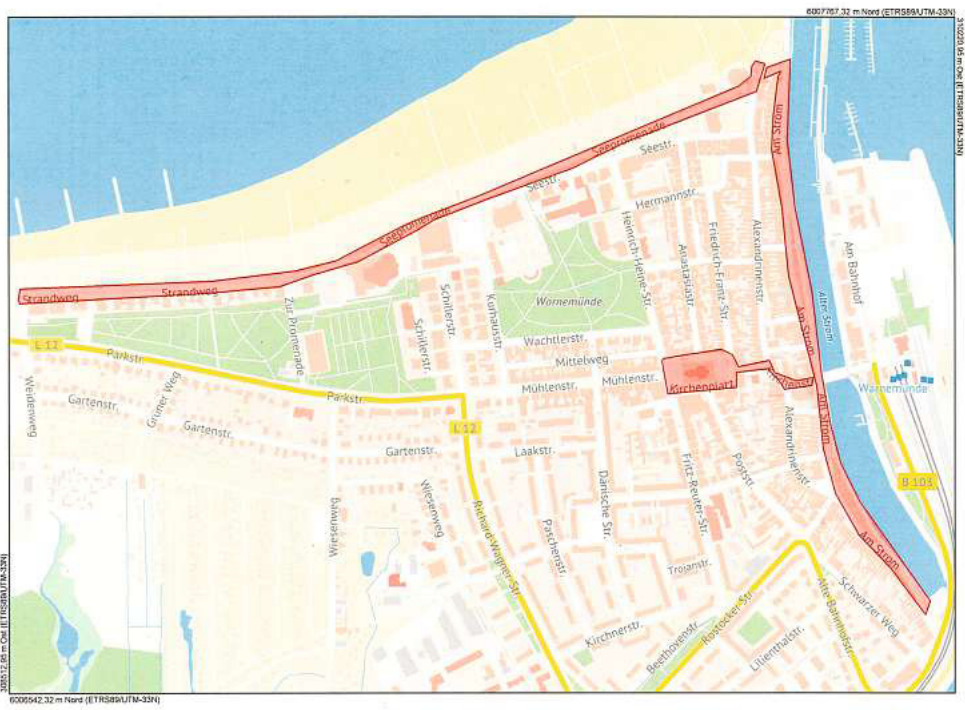 6007767,32 m Nord (ETRS89/UTM-33N)
310220,95 m Ost (ETRS89/UTM-33N)
Am Strom
Seepromenade
Seestr.
Seestr.
Hermannstr.
Seepromenade
Heinrich-Heine-Str.
Anastasiastr.
Friedrich-Franz-Str.
Alexandrinenstr.
Am Bahnhof
Strandweg
Strandweg
Zur Promenade
Schillerstr.
Schillerstr.
Kurhausstr.
Wornemünde
Am Strom
Alter Strom
L 12
Parkstr.
Wachtlerstr.
Mittelweg
Mühlenstr.
Mühlenstr.
Kirchenplatz
Kirchenstr.
Warnemünde
Weidenweg
Gartenstr.
Grüner Weg
Gartenstr.
Parkstr.
L 12
Gartenstr.
Laakstr.
Am Strom
Alexandrinenstr.
Poststr.
B 103
Wiesenweg
Wiesenweg
Richard-Wagner-Str.
Paschenstr.
Dänische Str.
Fritz-Reuter-Str.
Trojanstr.
Am Strom
Kirchnerstr.
Beethovenstr.
Rostocker Str.
Lilienthalstr.
Alte Bahnhofstr.
Schwarzer Weg
308512,95 m Ost (ETRS89/UTM-33N)
6006542,32 m Nord (ETRS89/UTM-33N)